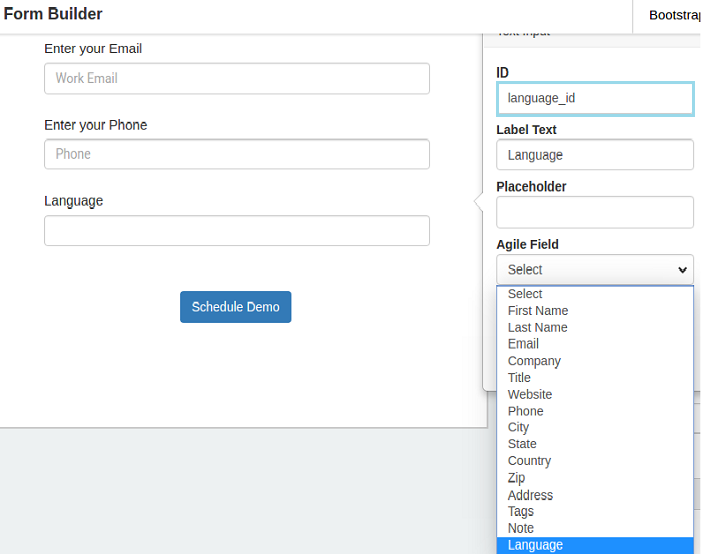 Form Builder
Bootstrap
Text Input
Enter your Email
Work Email
Enter your Phone
Phone
Language
Schedule Demo
ID
language_id
Label Text
Language
Placeholder
Agile Field
Select
Select
First Name
Last Name
Email
Company
Title
Website
Phone
City
State
Country
Zip
Address
Tags
Note
Language